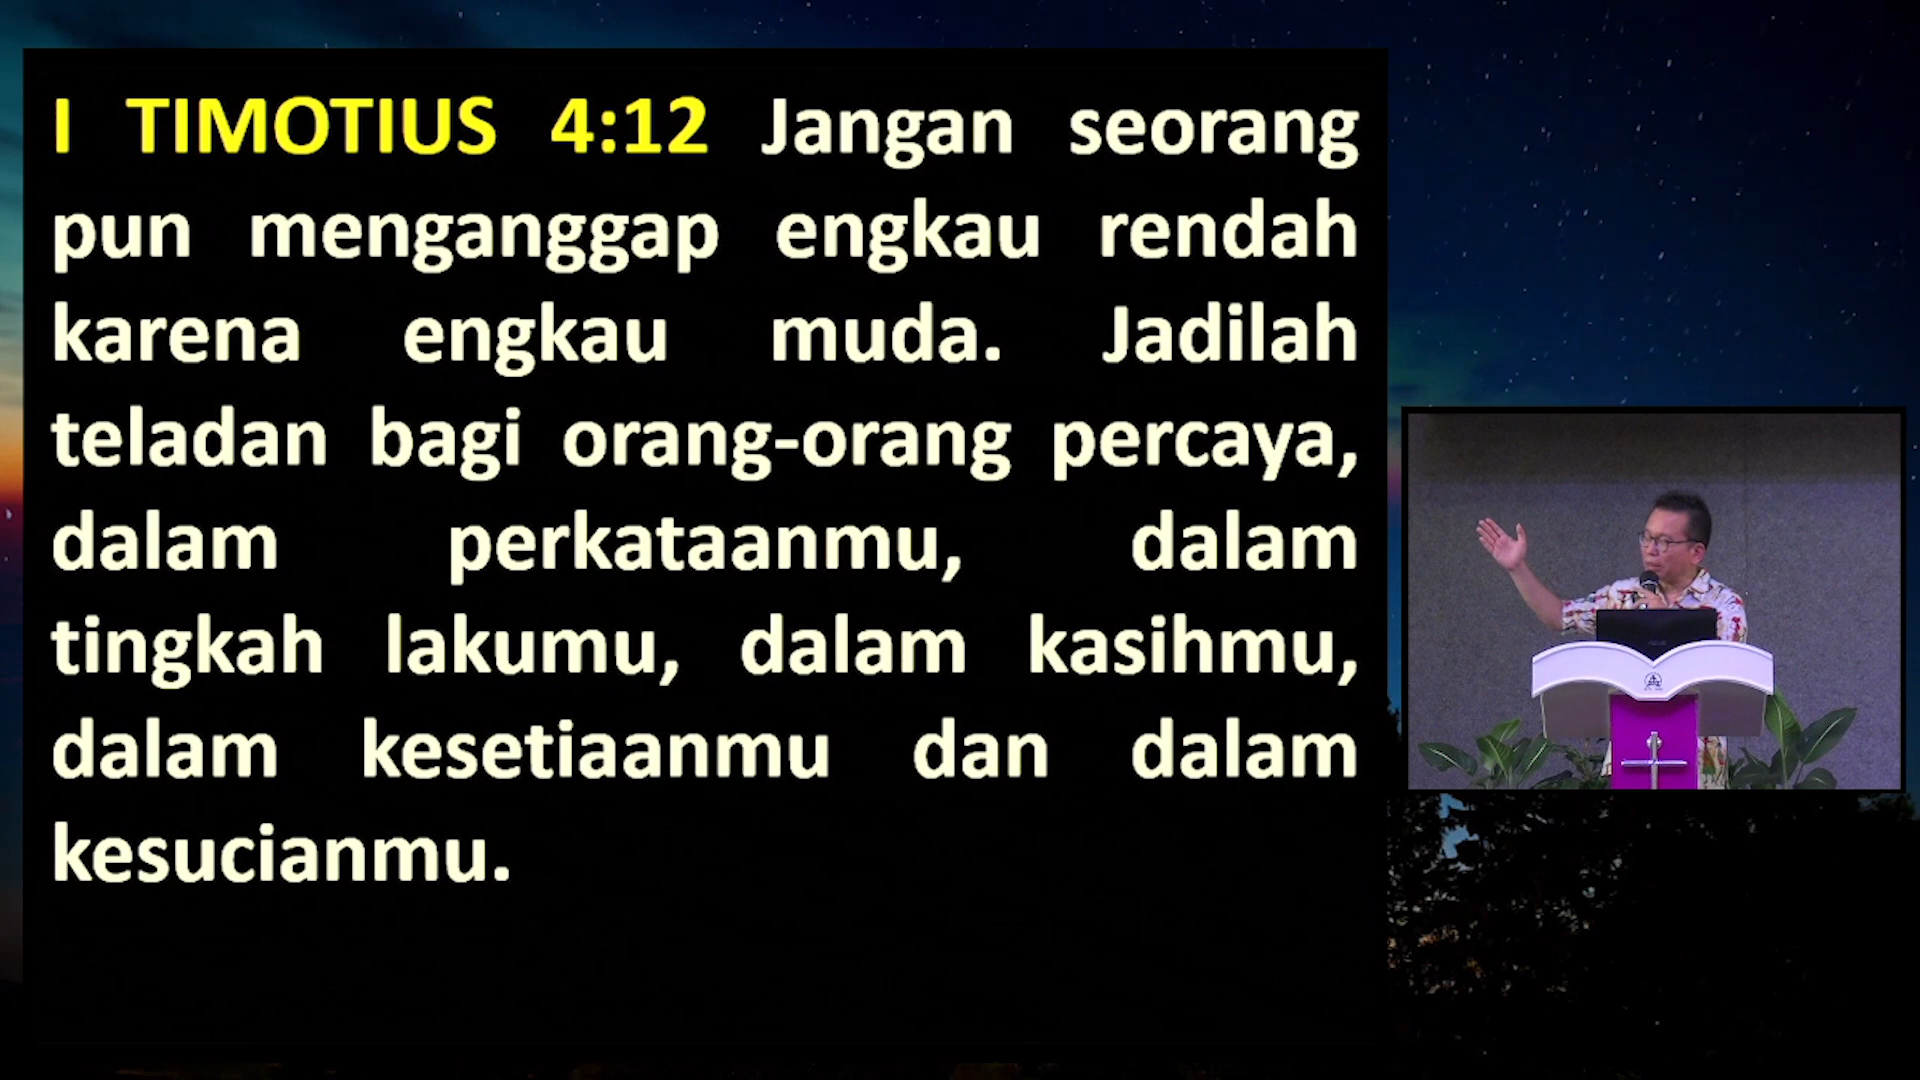 I TIMOTIUS 4:12 Jangan seorang
pun menganggap engkau rendah
karena engkau muda. Jadilah
teladan bagi orang-orang percaya,
dalam perkataanmu, dalam
tingkah lakumu, dalam kasihmu,
dalam kesetiaanmu dan dalam
kesucianmu.